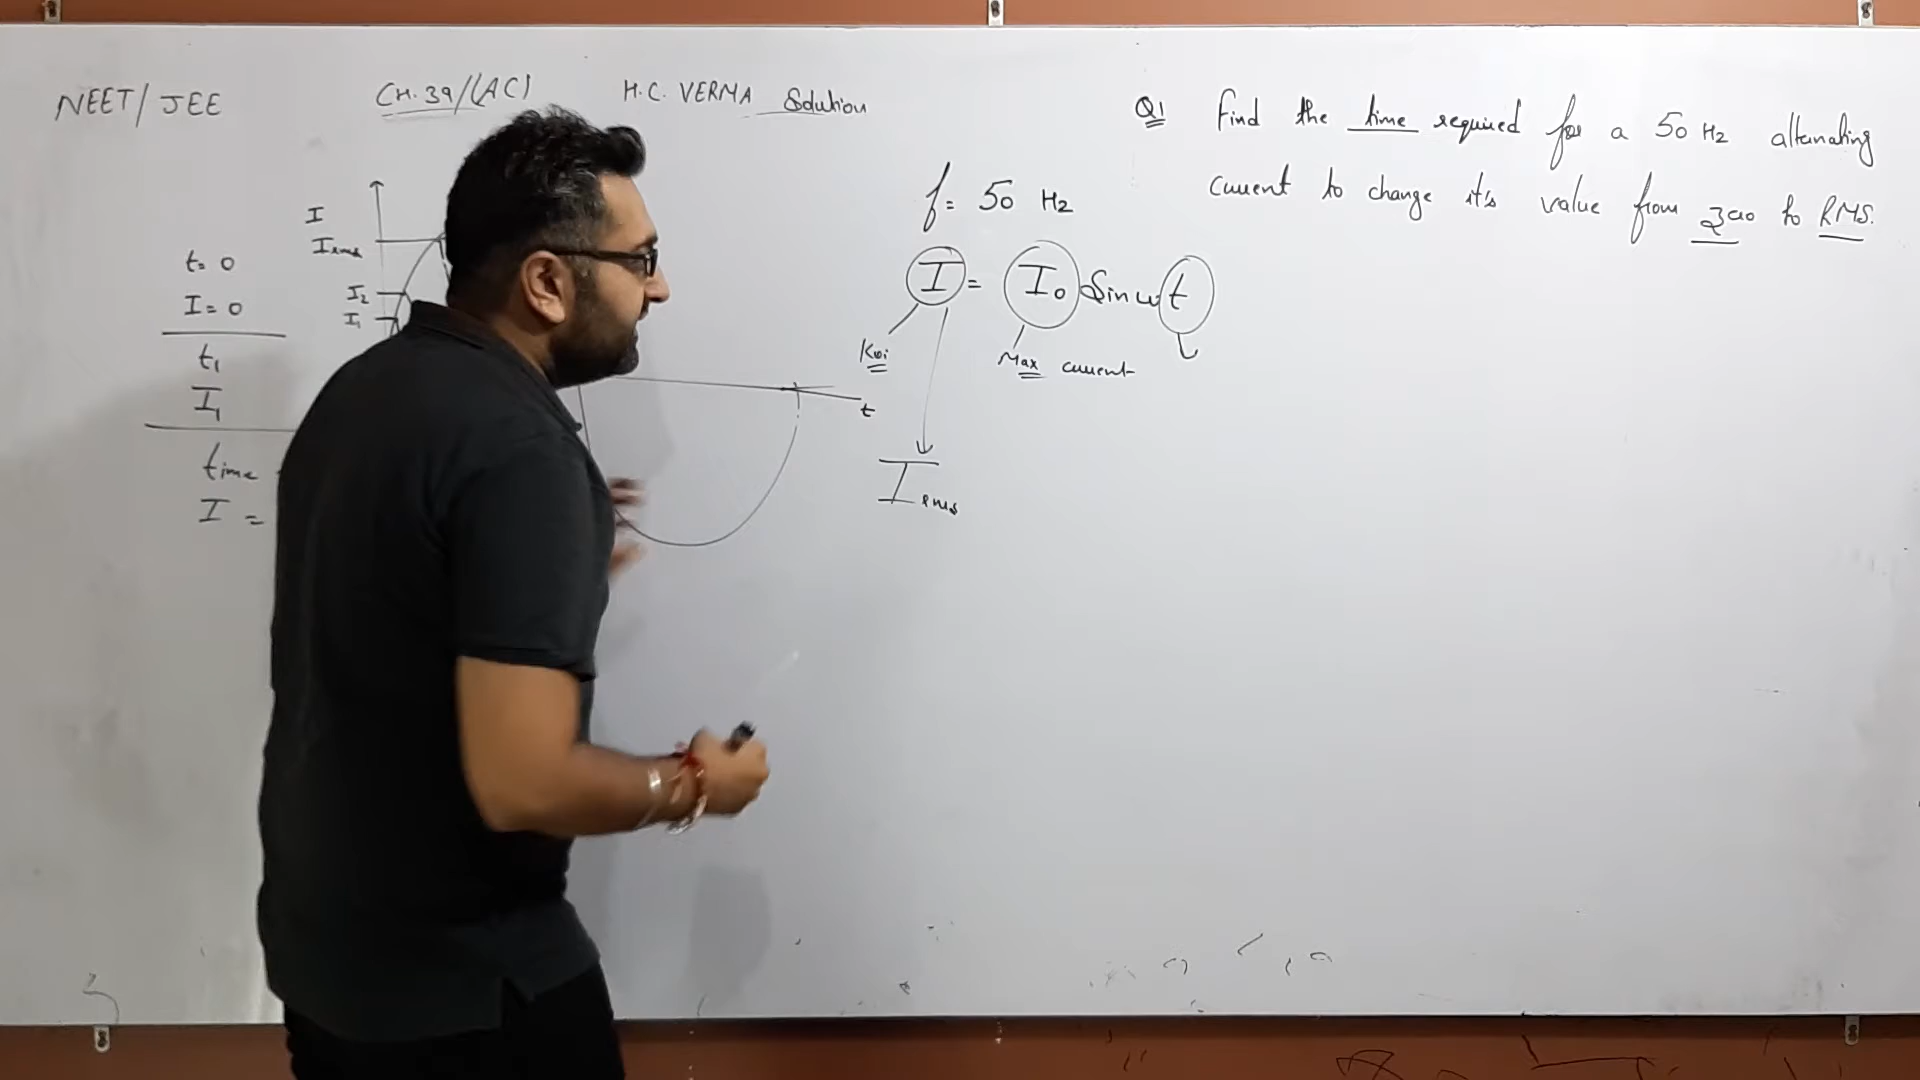 NEET/ JEE
CH. 39/(AC)
H.C. VERMA Solution
Q1 Find the time required for a 50 Hz alternating
current to change it's value from zero to RMS.
t= 0
I= 0
t1
I1
time
I =
I
Irms
I2
I1
t
f= 50 Hz
I = I0 Sin ωt
Koi
Max current
Irms